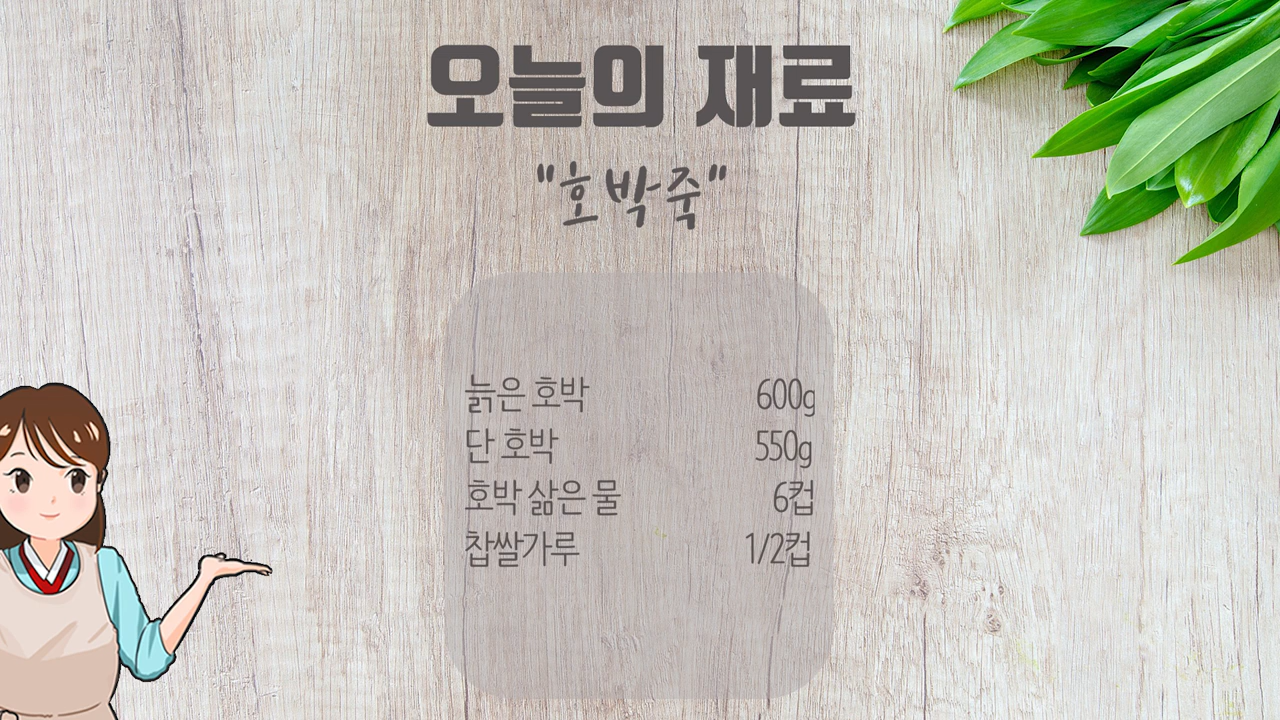 오늘의 재료
"호박죽"
늙은 호박 600g
단 호박 550g
호박 삶은 물 6컵
찹쌀가루 1/2컵